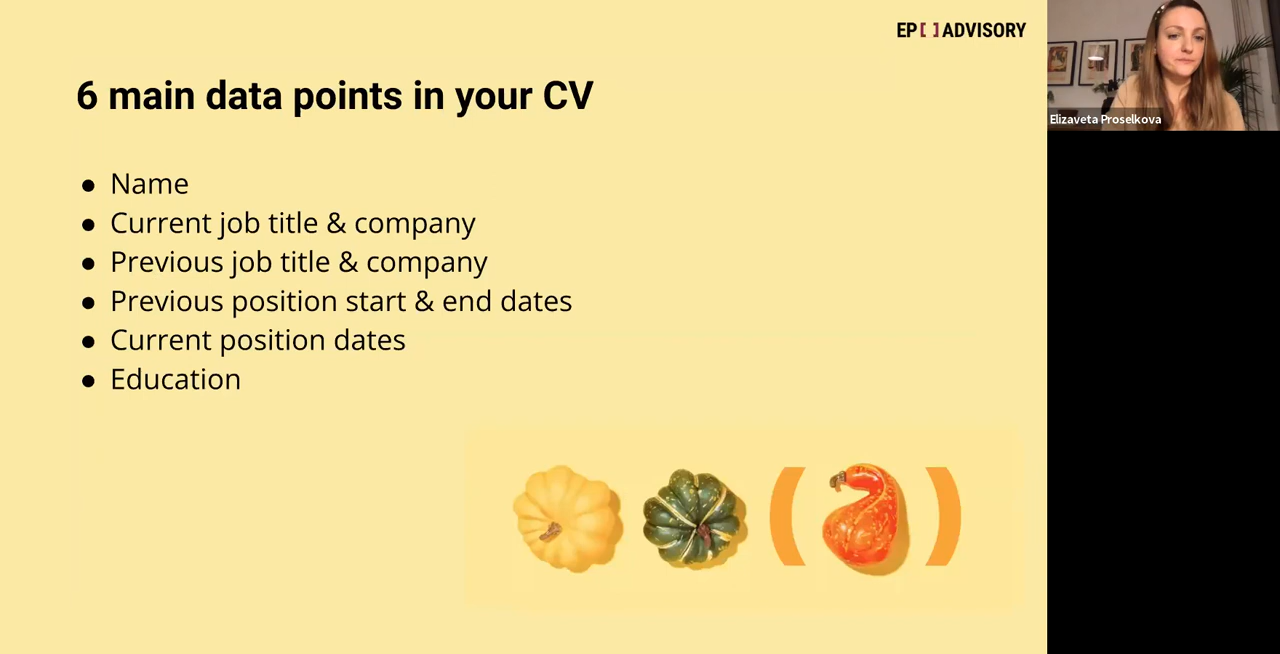 EP[ ]ADVISORY
6 main data points in your CV
● Name
● Current job title & company
● Previous job title & company
● Previous position start & end dates
● Current position dates
● Education
Elizaveta Proselkova